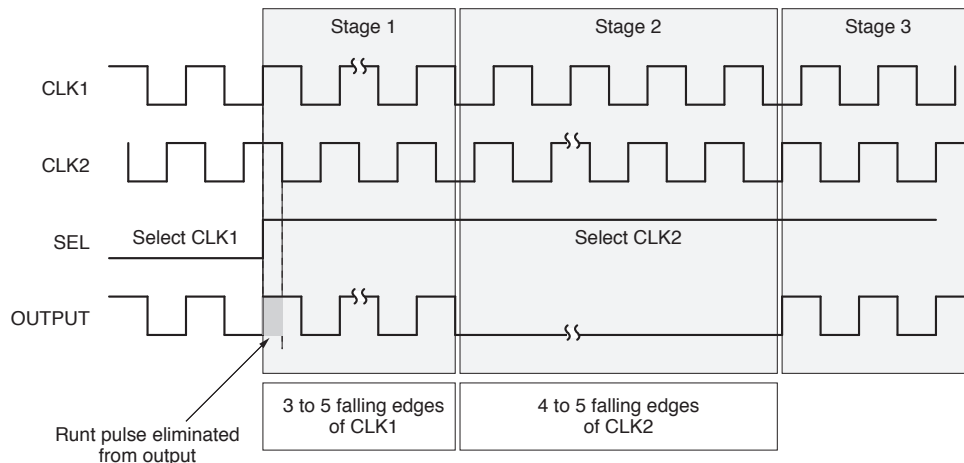 Stage 1
Stage 2
Stage 3
CLK1
CLK2
Select CLK1
Select CLK2
SEL
OUTPUT
3 to 5 falling edges
of CLK1
4 to 5 falling edges
of CLK2
Runt pulse eliminated
from output